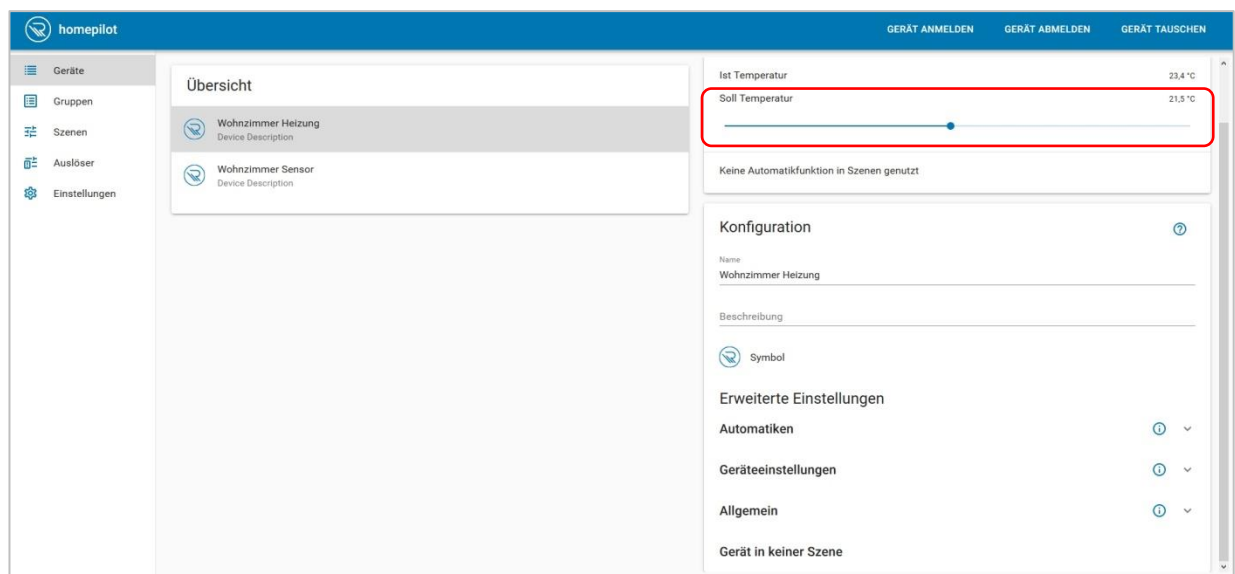 homepilot
GERÄT ANMELDEN
GERÄT ABMELDEN
GERÄT TAUSCHEN
Geräte
Gruppen
Szenen
Auslöser
Einstellungen
Übersicht
Wohnzimmer Heizung
Device Description
Wohnzimmer Sensor
Device Description
Ist Temperatur 23,4 °C
Soll Temperatur 21,5 °C
Keine Automatikfunktion in Szenen genutzt
Konfiguration
Name
Wohnzimmer Heizung
Beschreibung
Symbol
Erweiterte Einstellungen
Automatiken
Geräteeinstellungen
Allgemein
Gerät in keiner Szene